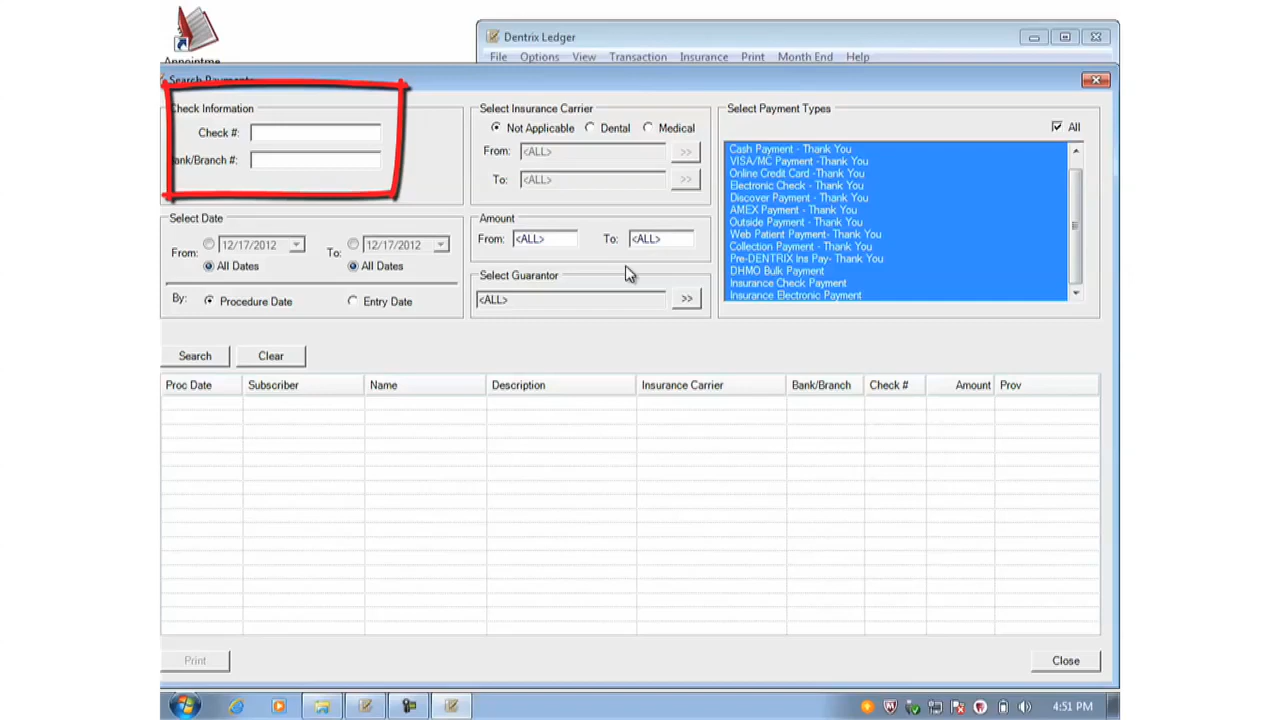 Dentrix Ledger
File Options View Transaction Insurance Print Month End Help
Search Payments
Check Information
Check #:
Bank/Branch #:
Select Insurance Carrier
Not Applicable Dental Medical
From: <ALL> >>
To: <ALL> >>
Select Payment Types
All
Cash Payment - Thank You
VISA/MC Payment -Thank You
Online Credit Card -Thank You
Electronic Check - Thank You
Discover Payment - Thank You
AMEX Payment - Thank You
Outside Payment - Thank You
Web Patient Payment- Thank You
Collection Payment - Thank You
Pre-DENTRIX Ins Pay- Thank You
DHMO Bulk Payment
Insurance Check Payment
Insurance Electronic Payment
Select Date
From: 12/17/2012 To: 12/17/2012
All Dates All Dates
By: Procedure Date Entry Date
Amount
From: <ALL> To: <ALL>
Select Guarantor
<ALL> >>
Search Clear
Proc Date Subscriber Name Description Insurance Carrier Bank/Branch Check # Amount Prov
Print Close
4:51 PM